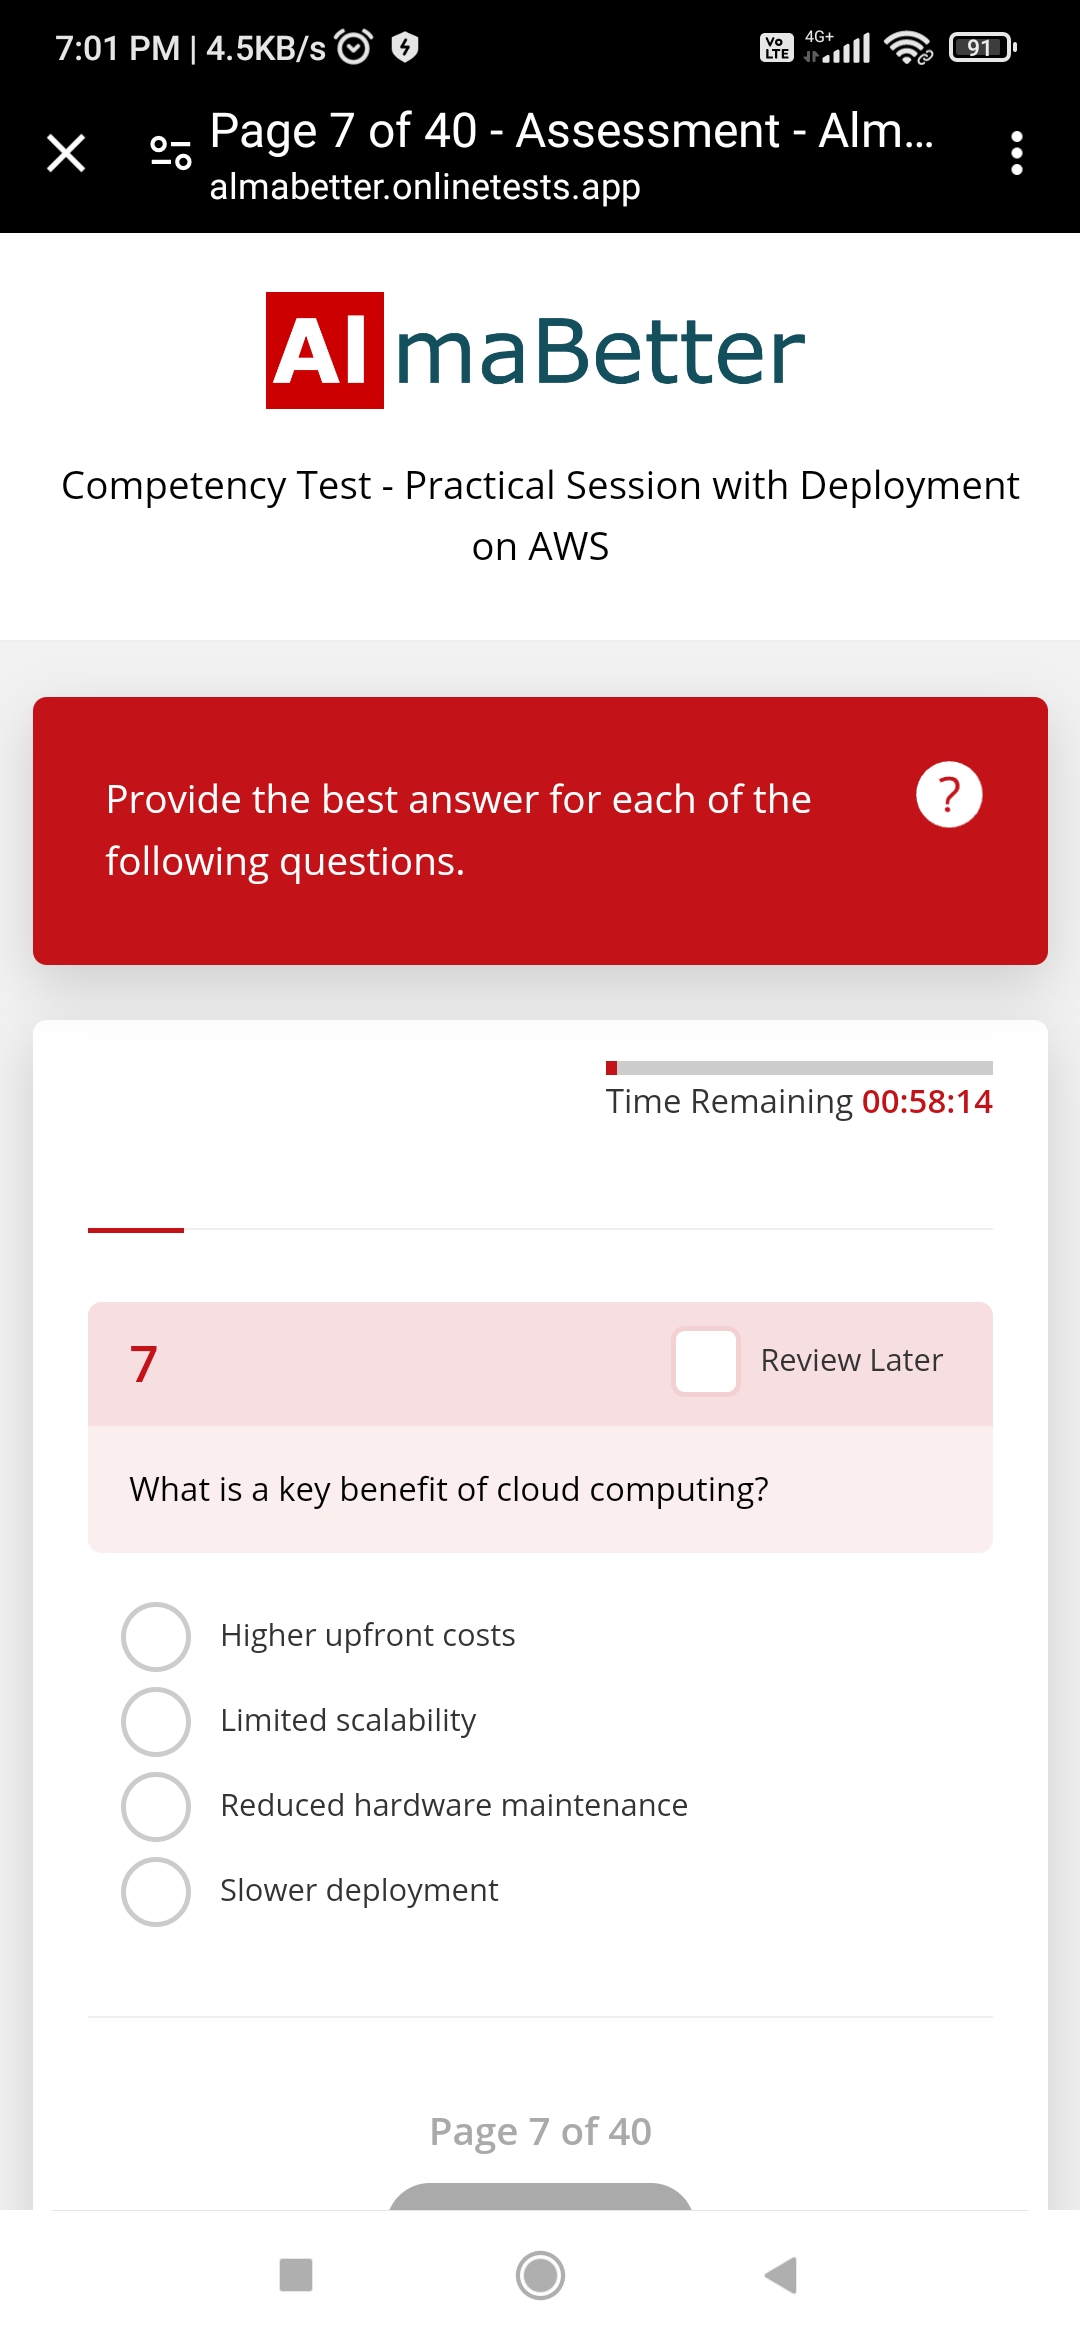 7:01 PM | 4.5KB/s
Vo LTE 4G+ 91
Page 7 of 40 - Assessment - Alm...
almabetter.onlinetests.app
AlmaBetter
Competency Test - Practical Session with Deployment
on AWS
Provide the best answer for each of the
following questions.
?
Time Remaining 00:58:14
7
Review Later
What is a key benefit of cloud computing?
Higher upfront costs
Limited scalability
Reduced hardware maintenance
Slower deployment
Page 7 of 40